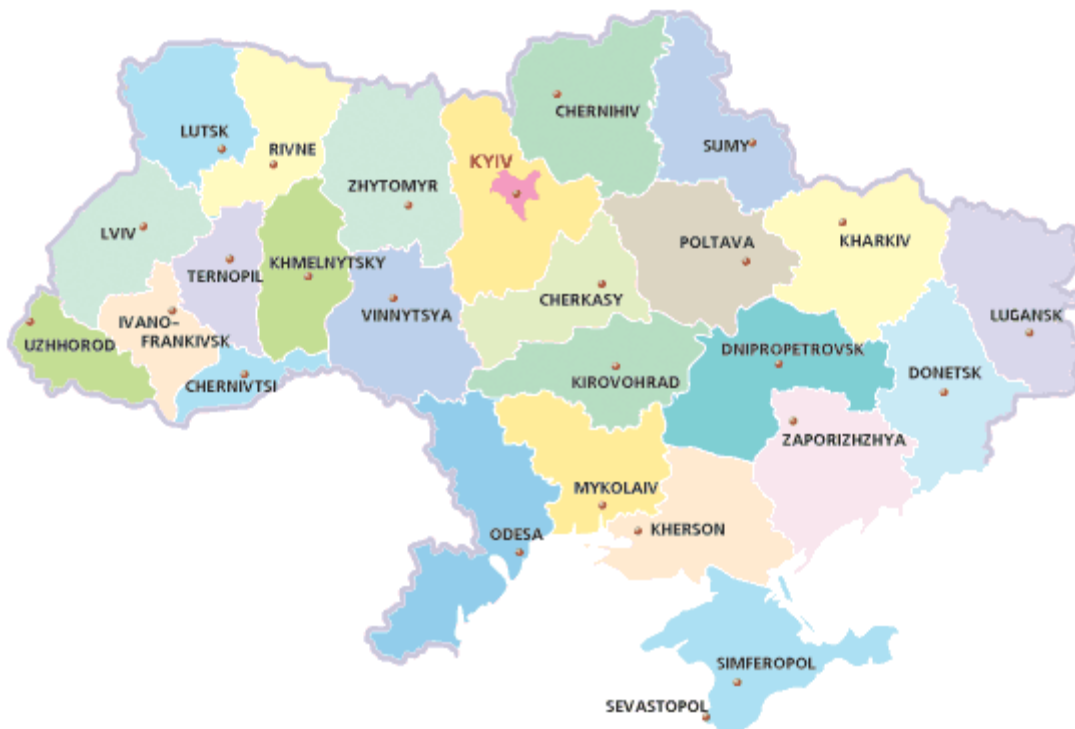 CHERNIHIV
LUTSK
SUMY
RIVNE
KYIV
ZHYTOMYR
LVIV
POLTAVA
KHARKIV
KHMELNYTSKY
TERNOPIL
CHERKASY
LUGANSK
VINNYTSYA
IVANO-
FRANKIVSK
UZHHOROD
DNIPROPETROVSK
DONETSK
KIROVOHRAD
CHERNIVTSI
ZAPORIZHZHYA
MYKOLAIV
KHERSON
ODESA
SIMFEROPOL
SEVASTOPOL